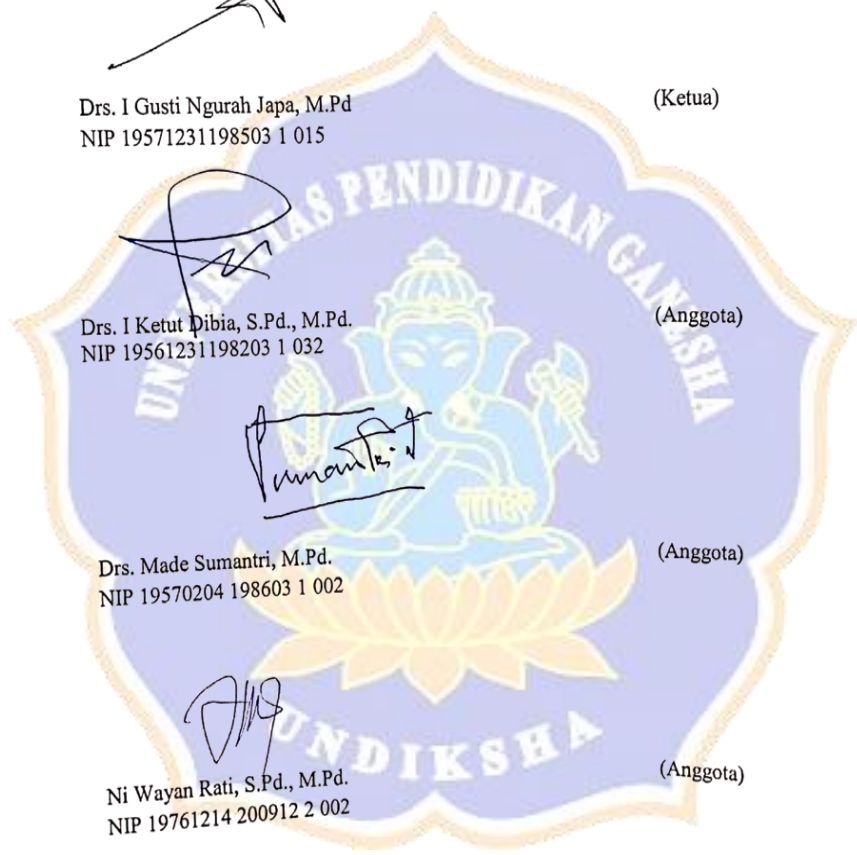 Drs. I Gusti Ngurah Japa, M.Pd (Ketua)
NIP 19571231198503 1 015
UNIVERSITAS PENDIDIKAN GANESHA
Drs. I Ketut Dibia, S.Pd., M.Pd. (Anggota)
NIP 19561231198203 1 032
Drs. Made Sumantri, M.Pd. (Anggota)
NIP 19570204 198603 1 002
UNDIKSHA
Ni Wayan Rati, S.Pd., M.Pd. (Anggota)
NIP 19761214 200912 2 002